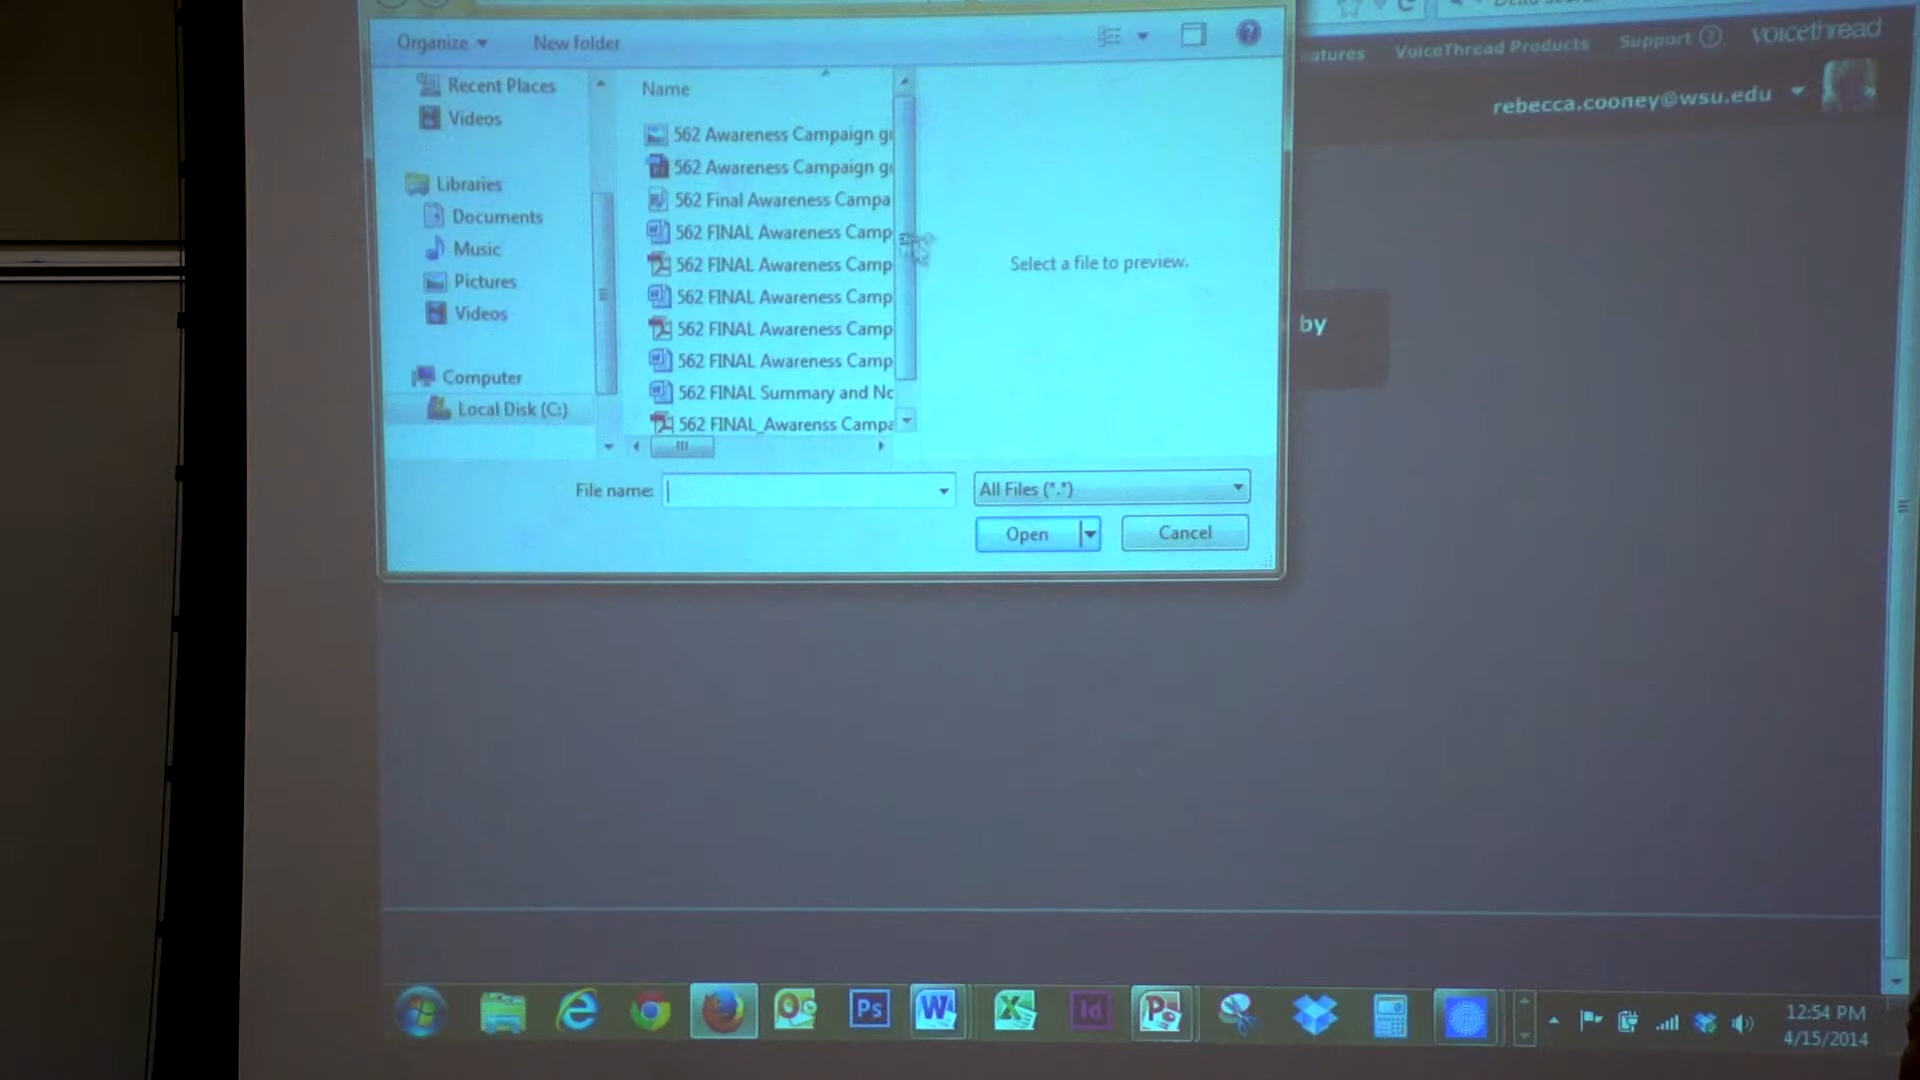 Organize
New folder
atures
VoiceThread Products
Support ?
voicethread
rebecca.cooney@wsu.edu
Recent Places
Videos
Libraries
Documents
Music
Pictures
Videos
Computer
Local Disk (C:)
Name
562 Awareness Campaign
562 Awareness Campaign
562 Final Awareness Campa
562 FINAL Awareness Camp
562 FINAL Awareness Camp
562 FINAL Awareness Camp
562 FINAL Awareness Camp
562 FINAL Awareness Camp
562 FINAL Summary and
562 FINAL_Awarenss Campa
Select a file to preview.
by
File name:
All Files (*.*)
Open
Cancel
Ps
W
Id
12:54 PM
4/15/2014